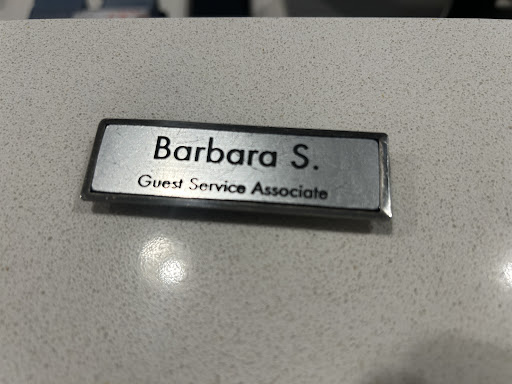 Barbara S.
Guest Service Associate